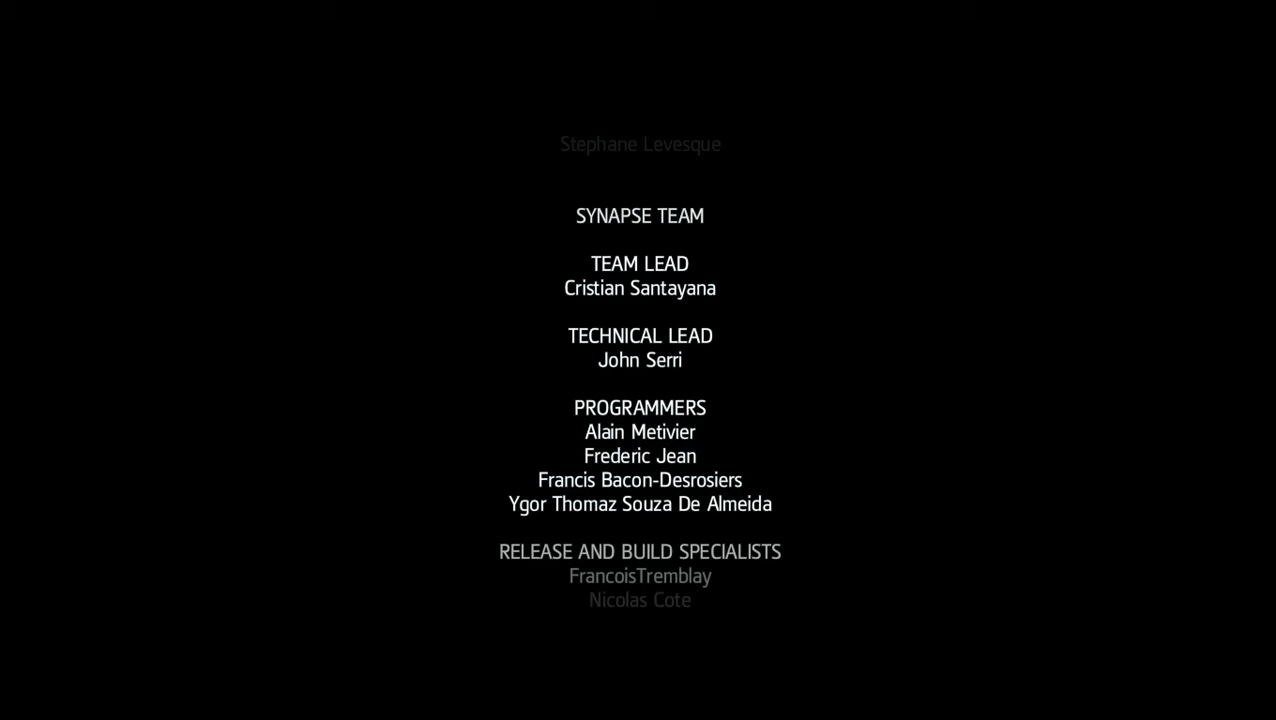 Stephane Levesque
SYNAPSE TEAM
TEAM LEAD
Cristian Santayana
TECHNICAL LEAD
John Serri
PROGRAMMERS
Alain Metivier
Frederic Jean
Francis Bacon-Desrosiers
Ygor Thomaz Souza De Almeida
RELEASE AND BUILD SPECIALISTS
FrancoisTremblay
Nicolas Cote